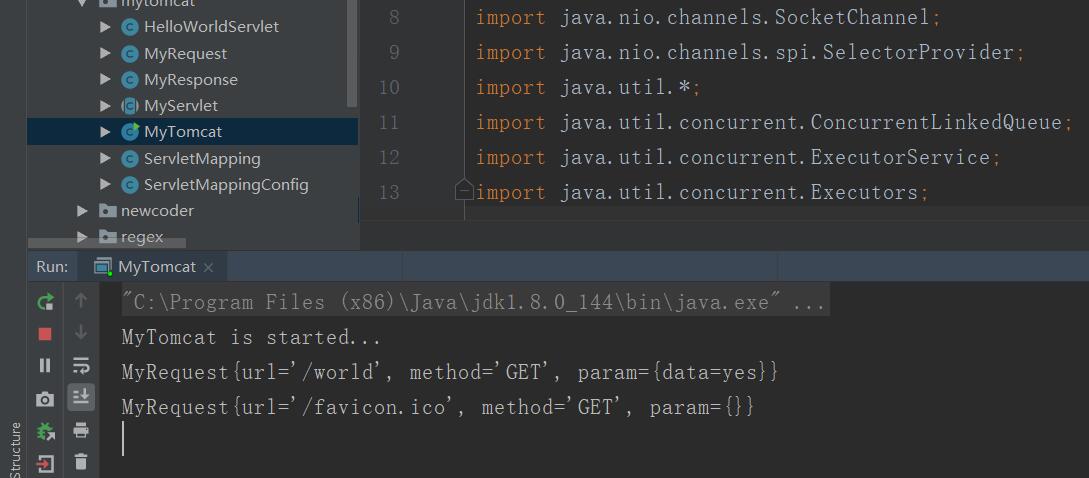 mytomcat
HelloWorldServlet
MyRequest
MyResponse
MyServlet
MyTomcat
ServletMapping
ServletMappingConfig
newcoder
regex
8 import java.nio.channels.SocketChannel;
9 import java.nio.channels.spi.SelectorProvider;
10 import java.util.*;
11 import java.util.concurrent.ConcurrentLinkedQueue;
12 import java.util.concurrent.ExecutorService;
13 import java.util.concurrent.Executors;
Run: MyTomcat
"C:\Program Files (x86)\Java\jdk1.8.0_144\bin\java.exe" ...
MyTomcat is started...
MyRequest{url='/world', method='GET', param={data=yes}}
MyRequest{url='/favicon.ico', method='GET', param={}}
Structure